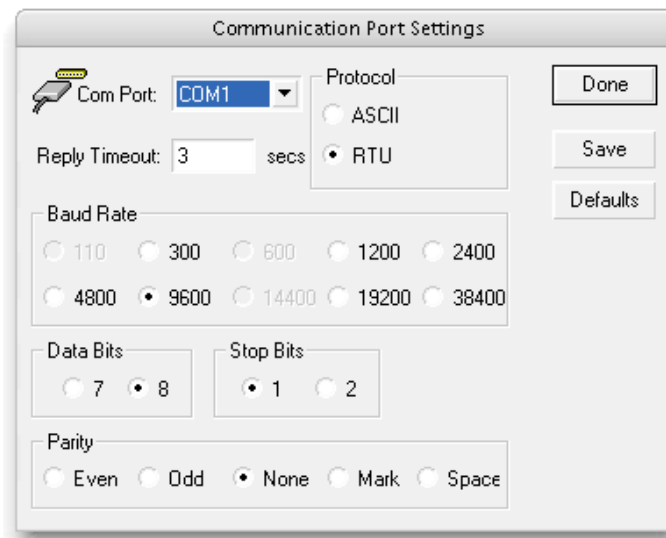 Communication Port Settings
Com Port: COM1
Protocol
ASCII
RTU
Reply Timeout: 3 secs
Done
Save
Defaults
Baud Rate
110 300 600 1200 2400
4800 9600 14400 19200 38400
Data Bits
7 8
Stop Bits
1 2
Parity
Even Odd None Mark Space